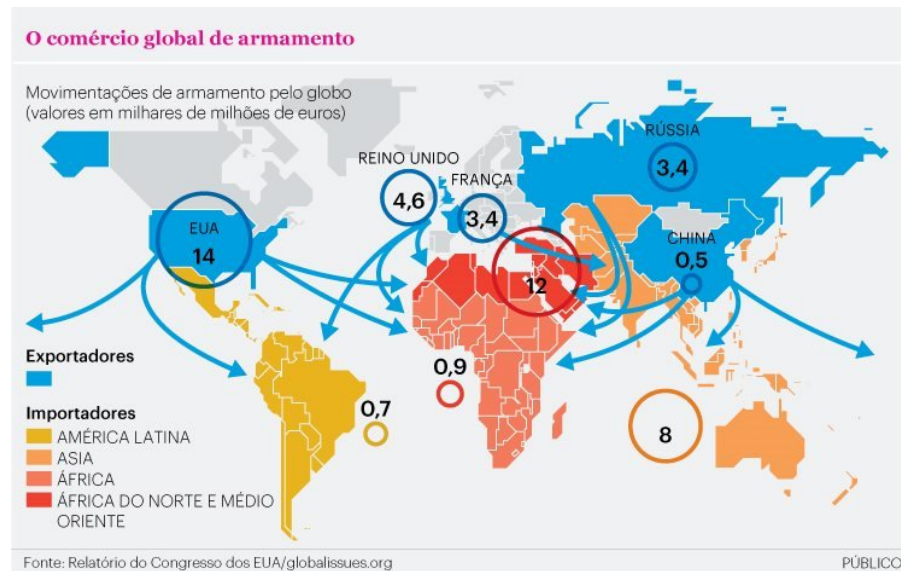 O comércio global de armamento
Movimentações de armamento pelo globo
(valores em milhares de milhões de euros)
RÚSSIA
3,4
REINO UNIDO
4,6
FRANÇA
3,4
EUA
14
CHINA
0,5
12
0,9
0,7
8
Exportadores
Importadores
AMÉRICA LATINA
ASIA
ÁFRICA
ÁFRICA DO NORTE E MÉDIO
ORIENTE
Fonte: Relatório do Congresso dos EUA/globalissues.org
PÚBLICO